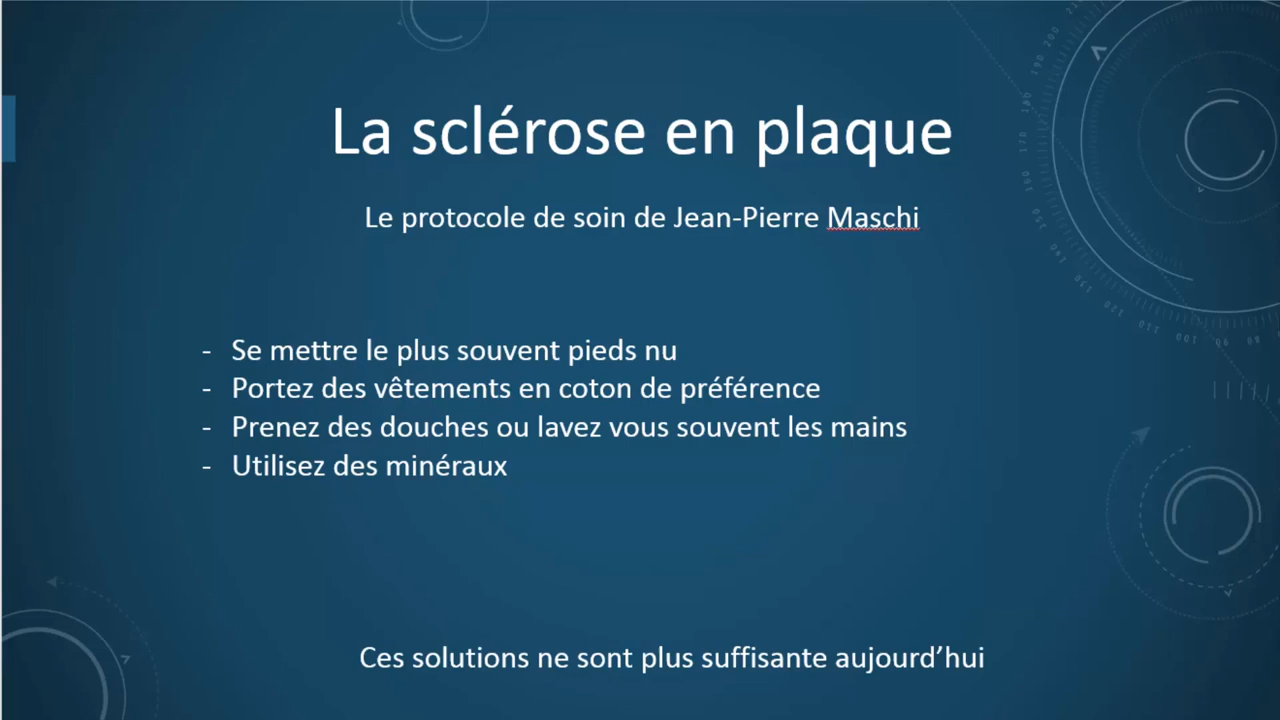 La sclérose en plaque
Le protocole de soin de Jean-Pierre Maschi
- Se mettre le plus souvent pieds nu
- Portez des vêtements en coton de préférence
- Prenez des douches ou lavez vous souvent les mains
- Utilisez des minéraux
Ces solutions ne sont plus suffisante aujourd’hui